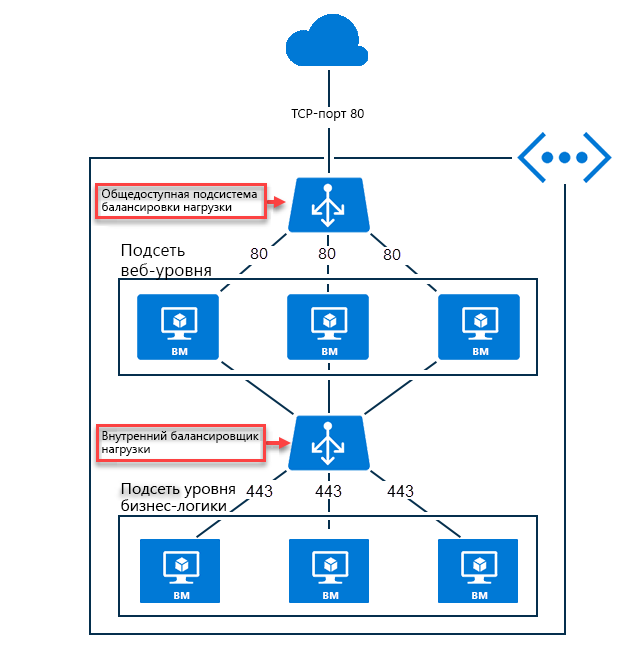 TCP-порт 80
Общедоступная подсистема
балансировки нагрузки
Подсеть
веб-уровня
80
80
80
ВМ
ВМ
ВМ
Внутренний балансировщик
нагрузки
Подсеть уровня
бизнес-логики
443
443
443
ВМ
ВМ
ВМ